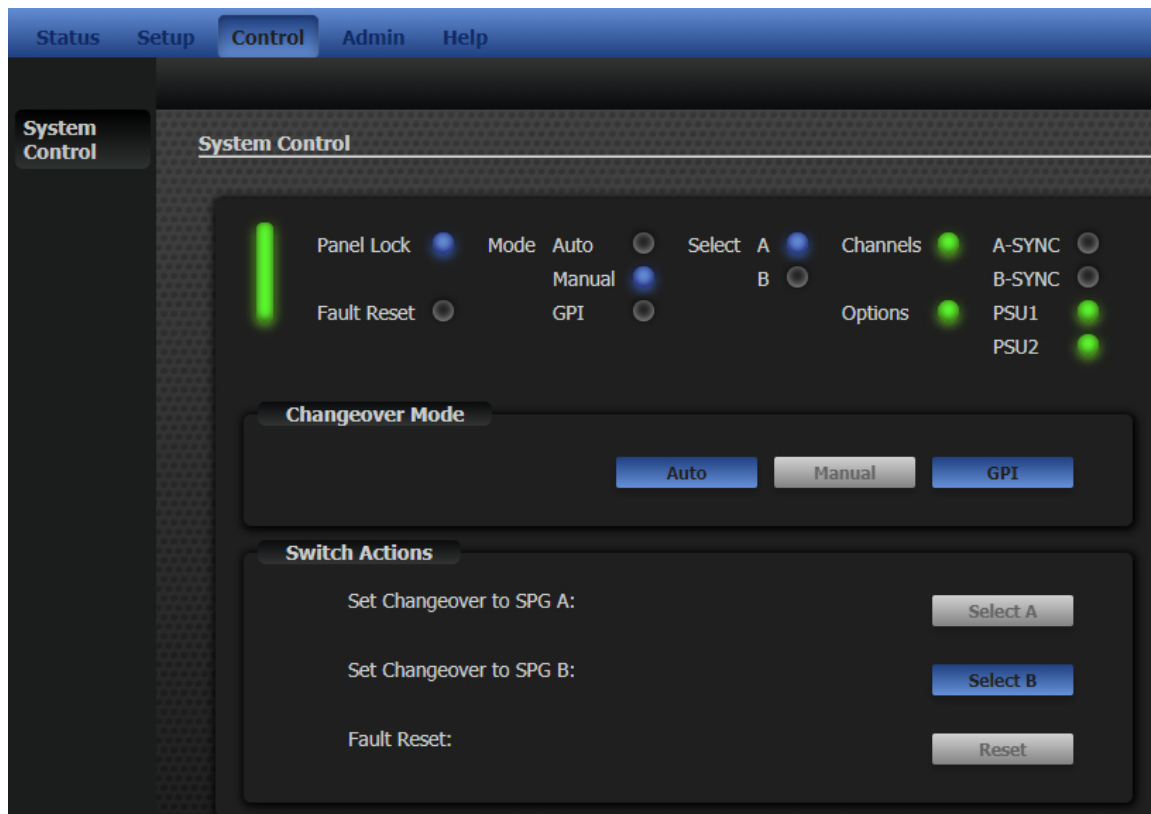 Status Setup Control Admin Help
System
Control
System Control
Panel Lock Mode Auto Select A Channels A-SYNC
Manual B B-SYNC
Fault Reset GPI Options PSU1
PSU2
Changeover Mode
Auto Manual GPI
Switch Actions
Set Changeover to SPG A: Select A
Set Changeover to SPG B: Select B
Fault Reset: Reset